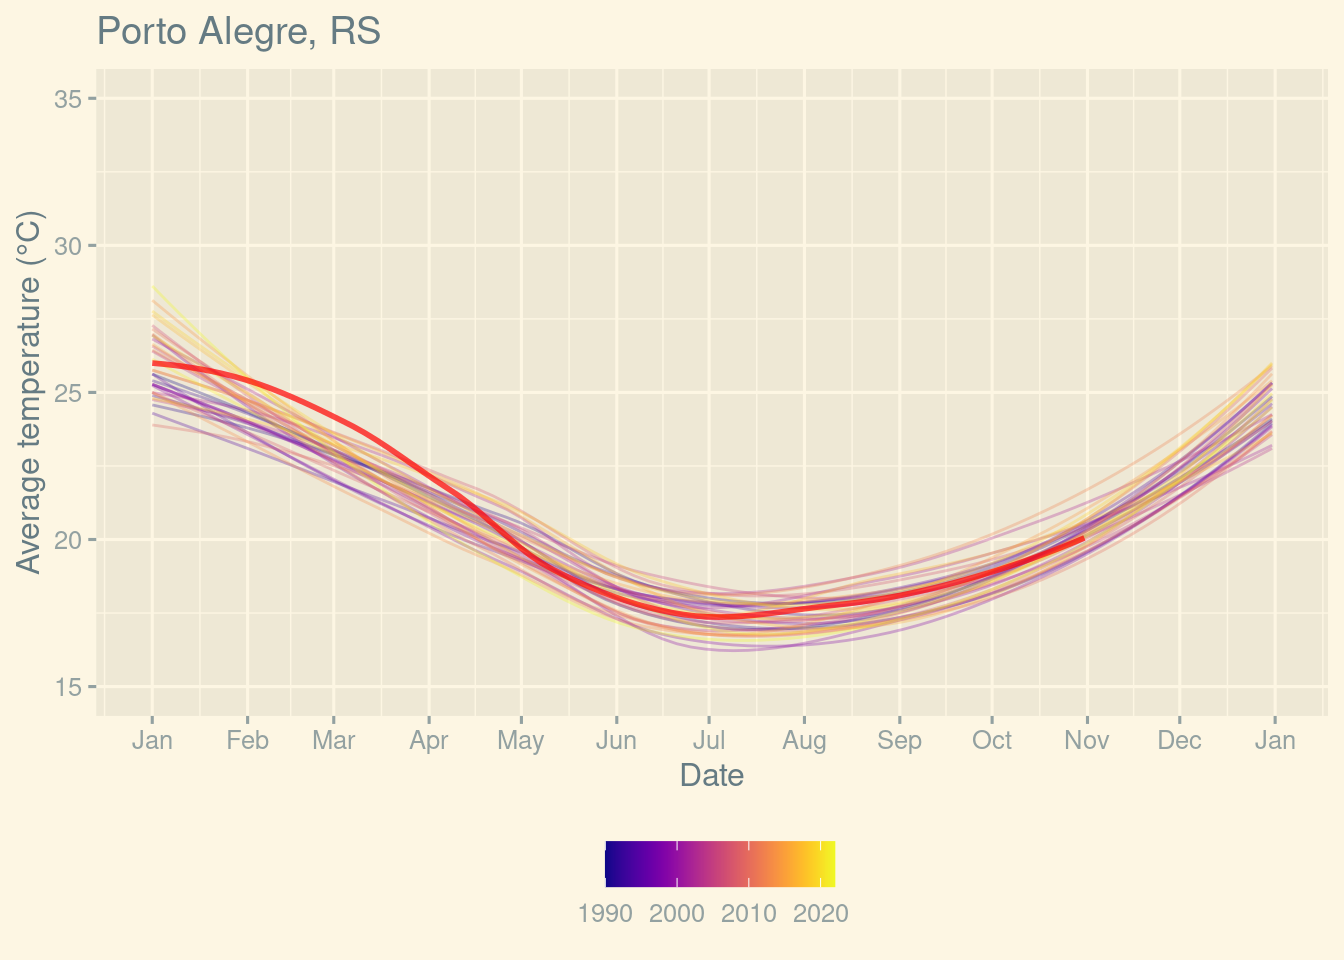 Porto Alegre, RS
35
30
25
20
15
Average temperature (°C)
Jan Feb Mar Apr May Jun Jul Aug Sep Oct Nov Dec Jan
Date
1990 2000 2010 2020